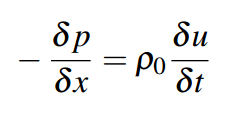 − δp/δx = ρ₀ δu/δt